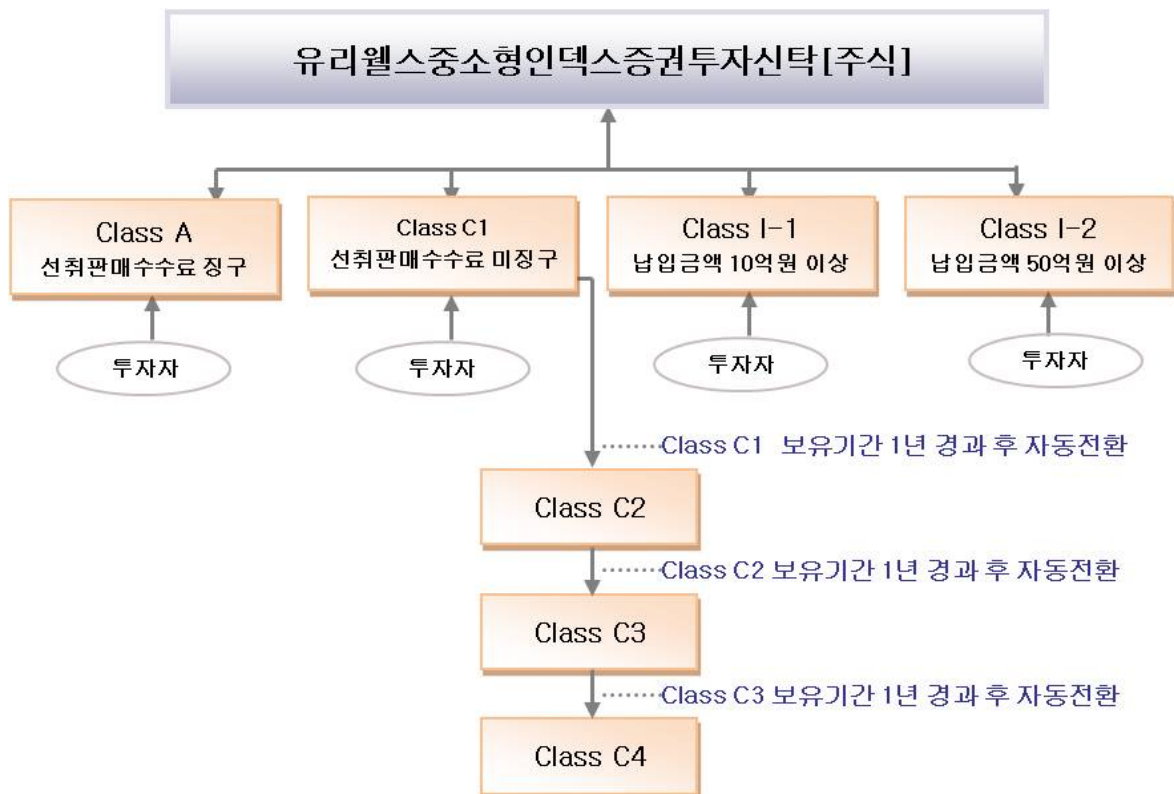 유리웰스중소형인덱스증권투자신탁[주식]
Class A
선취판매수수료 징구
Class C1
선취판매수수료 미징구
Class I-1
납입금액 10억원 이상
Class I-2
납입금액 50억원 이상
투자자
투자자
투자자
투자자
Class C1 보유기간 1년 경과 후 자동전환
Class C2
Class C2 보유기간 1년 경과 후 자동전환
Class C3
Class C3 보유기간 1년 경과 후 자동전환
Class C4